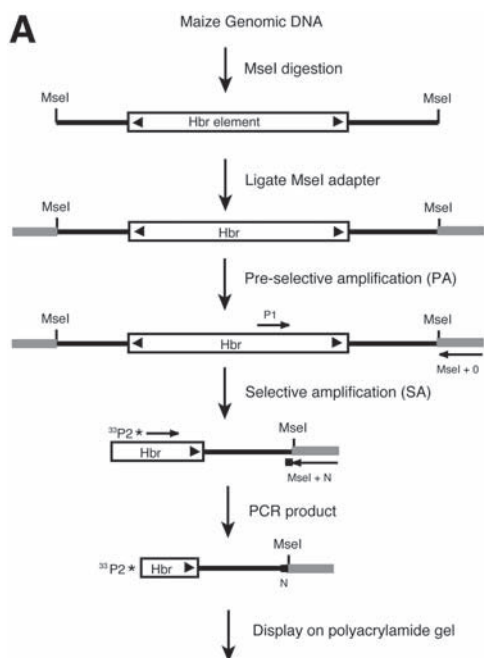 A
Maize Genomic DNA
MseI digestion
MseI MseI
Hbr element
Ligate MseI adapter
MseI MseI
Hbr
Pre-selective amplification (PA)
P1
MseI
Hbr
MseI + 0
Selective amplification (SA)
³³P2* MseI
Hbr
MseI + N
PCR product
MseI
³³P2* Hbr
N
Display on polyacrylamide gel